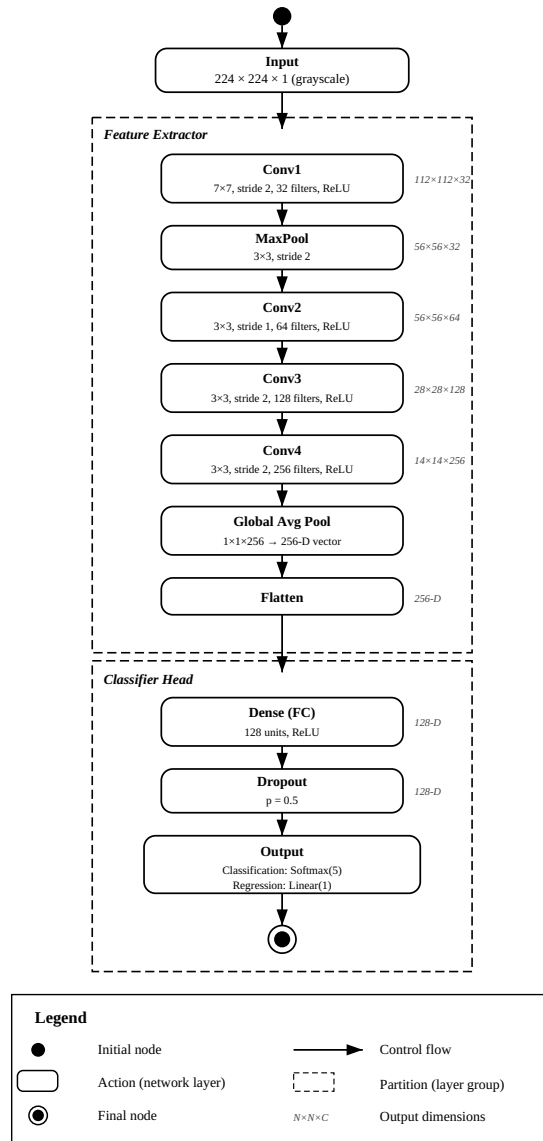 Input
224 × 224 × 1 (grayscale)
Feature Extractor
Conv1
7×7, stride 2, 32 filters, ReLU
112×112×32
MaxPool
3×3, stride 2
56×56×32
Conv2
3×3, stride 1, 64 filters, ReLU
56×56×64
Conv3
3×3, stride 2, 128 filters, ReLU
28×28×128
Conv4
3×3, stride 2, 256 filters, ReLU
14×14×256
Global Avg Pool
1×1×256 → 256-D vector
Flatten
256-D
Classifier Head
Dense (FC)
128 units, ReLU
128-D
Dropout
p = 0.5
128-D
Output
Classification: Softmax(5)
Regression: Linear(1)
Legend
Initial node
Control flow
Action (network layer)
Partition (layer group)
Final node
N×N×C
Output dimensions